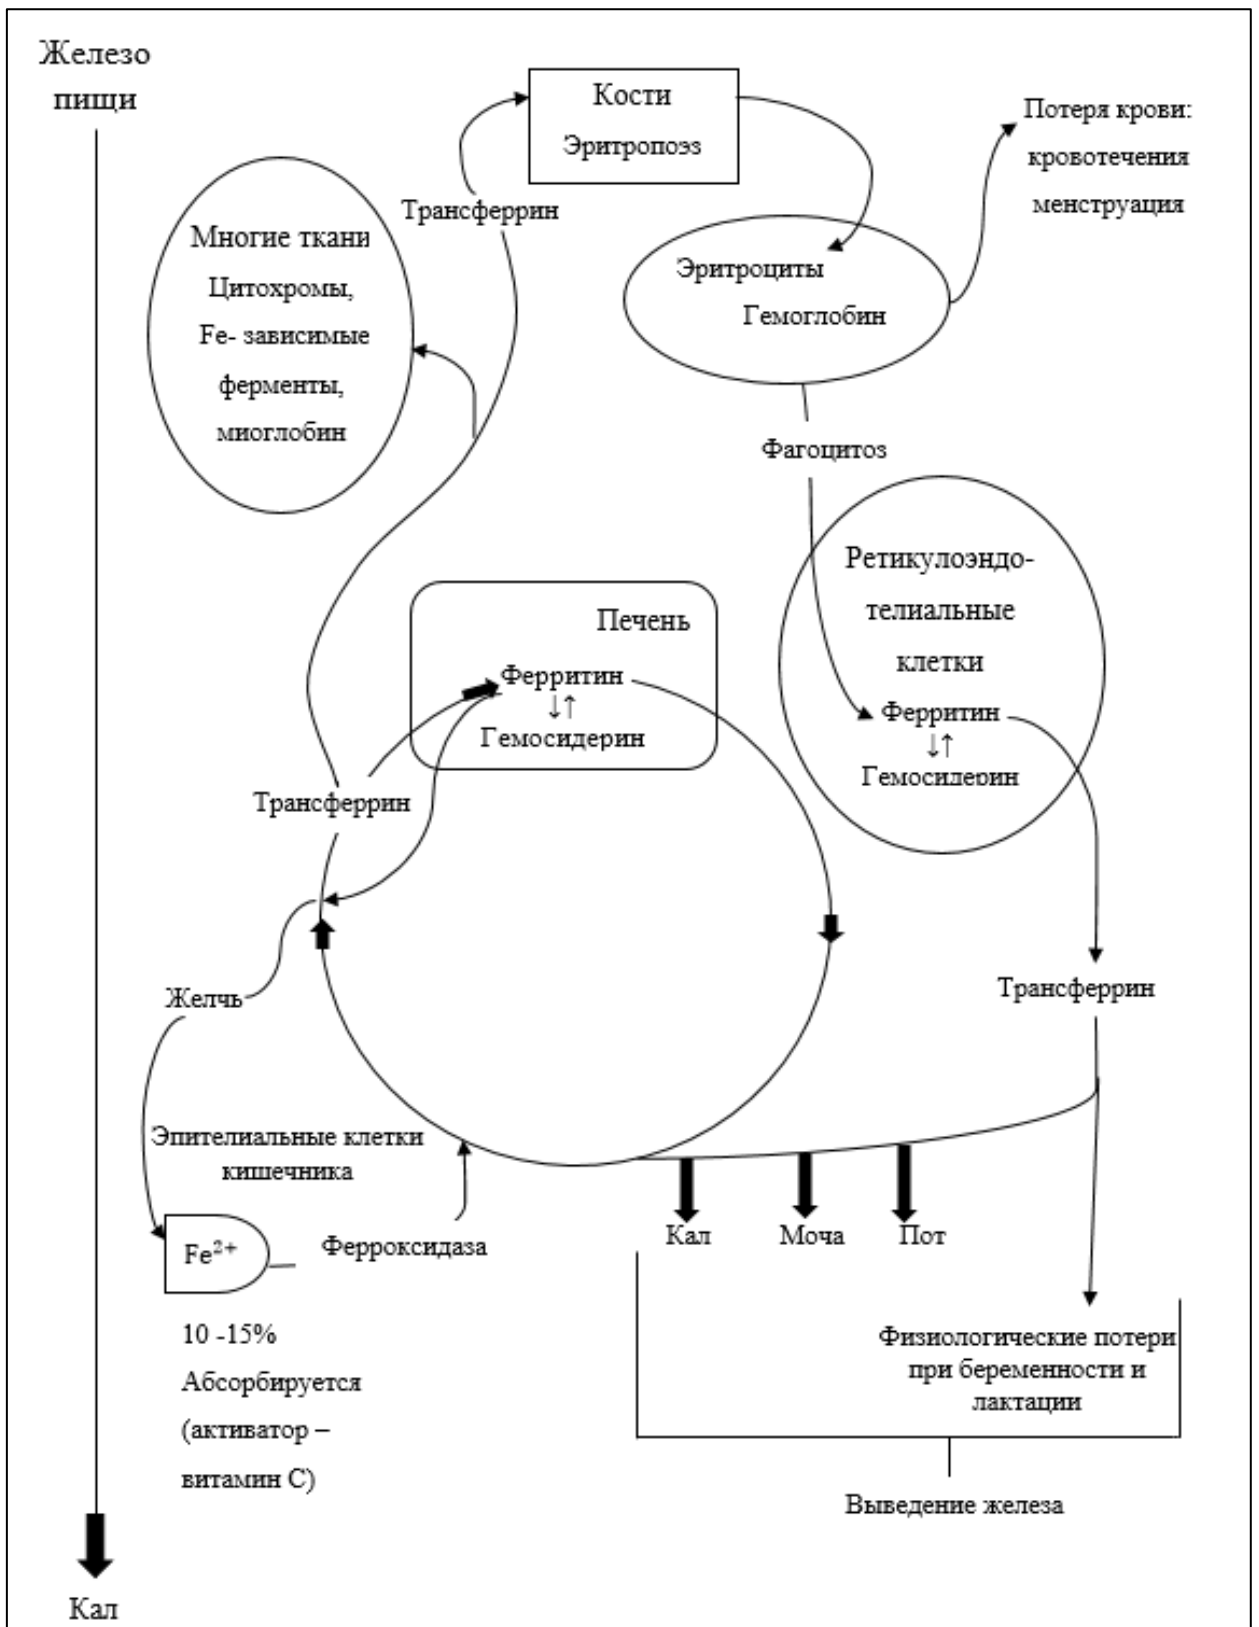 Железо
пищи
Кости
Эритропоэз
Потеря крови:
кровотечения
менструация
Трансферрин
Многие ткани
Цитохромы,
Fe- зависимые
ферменты,
миоглобин
Эритроциты
Гемоглобин
Фагоцитоз
Ретикулоэндо-
телиальные
клетки
Ферритин
↓↑
Гемосидерин
Печень
Ферритин
↓↑
Гемосидерин
Трансферрин
Желчь
Трансферрин
Эпителиальные клетки
кишечника
Fe²⁺
Ферроксидаза
Кал
Моча
Пот
10 -15%
Абсорбируется
(активатор –
витамин С)
Физиологические потери
при беременности и
лактации
Выведение железа
Кал